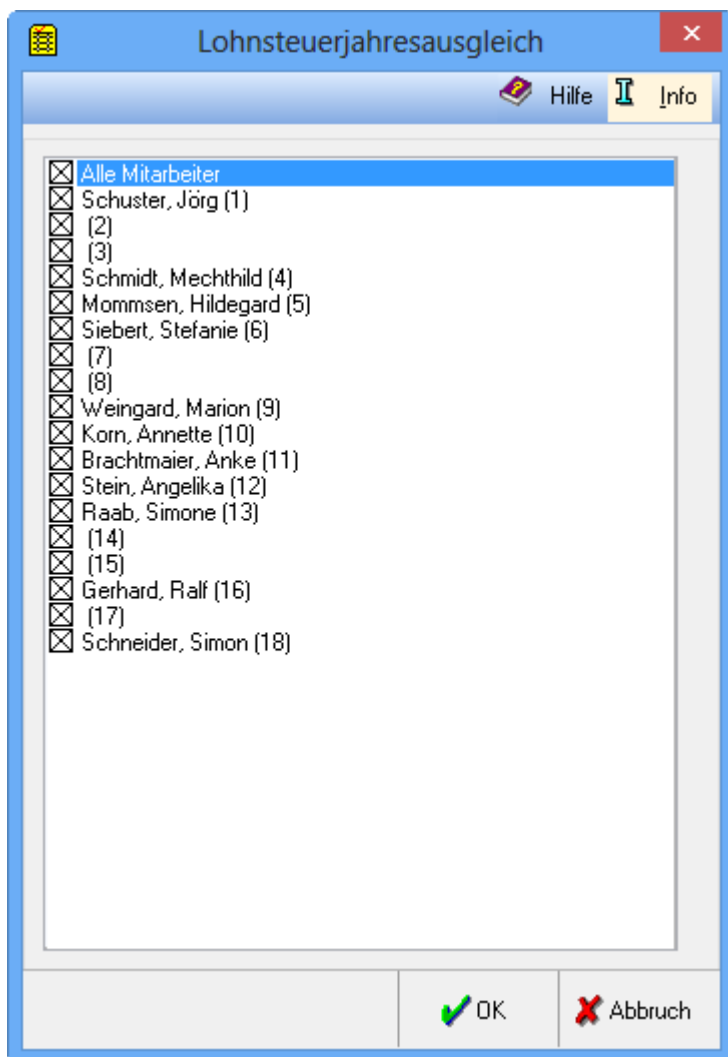 Lohnsteuerjahresausgleich
Hilfe Info
Alle Mitarbeiter
Schuster, Jörg (1)
(2)
(3)
Schmidt, Mechthild (4)
Mommsen, Hildegard (5)
Siebert, Stefanie (6)
(7)
(8)
Weingard, Marion (9)
Korn, Annette (10)
Brachtmaier, Anke (11)
Stein, Angelika (12)
Raab, Simone (13)
(14)
(15)
Gerhard, Ralf (16)
(17)
Schneider, Simon (18)
OK Abbruch